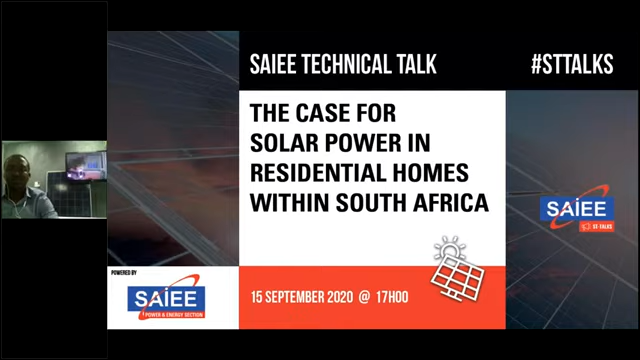 SAIEE TECHNICAL TALK
#STTALKS
THE CASE FOR
SOLAR POWER IN
RESIDENTIAL HOMES
WITHIN SOUTH AFRICA
SAIEE
ST-TALKS
POWERED BY
SAIEE
POWER & ENERGY SECTION
15 SEPTEMBER 2020 @ 17H00